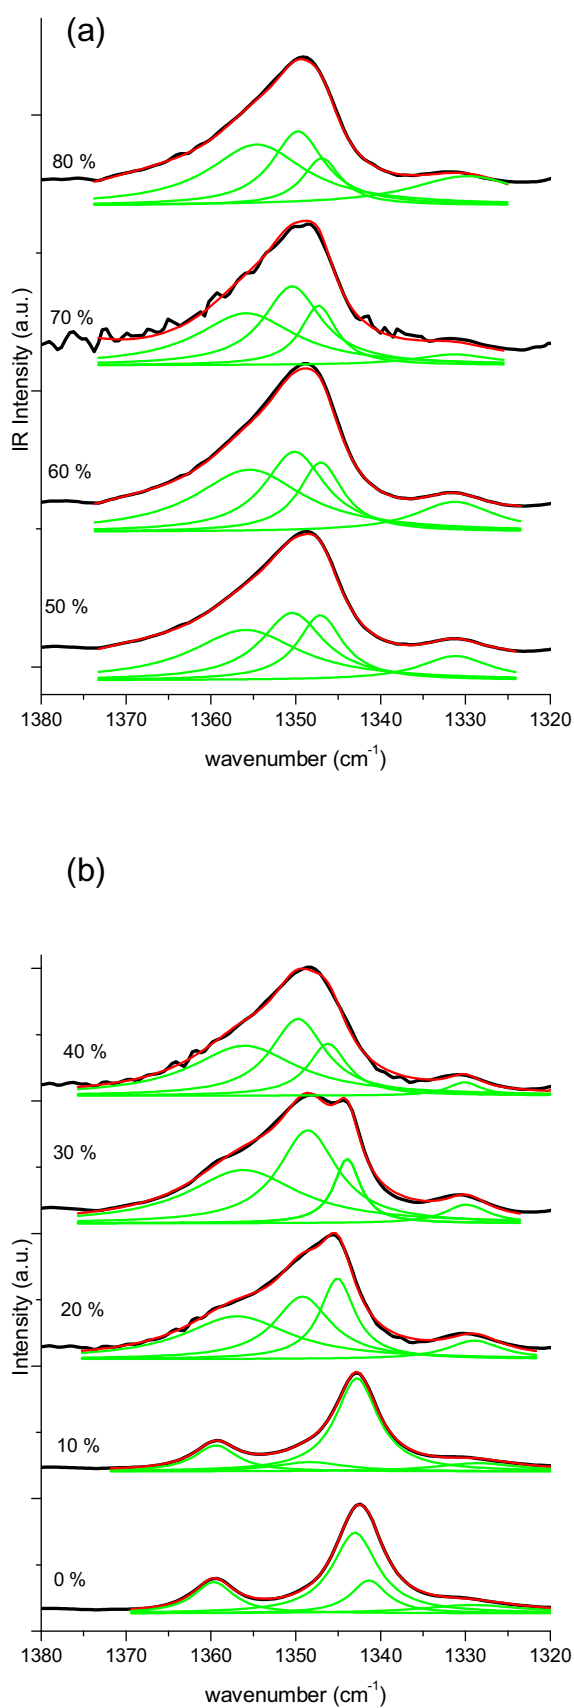 (a)
80 %
70 %
60 %
50 %
IR Intensity (a.u.)
1380 1370 1360 1350 1340 1330 1320
wavenumber (cm⁻¹)
(b)
40 %
30 %
20 %
10 %
0 %
Intensity (a.u.)
1380 1370 1360 1350 1340 1330 1320
wavenumber (cm⁻¹)